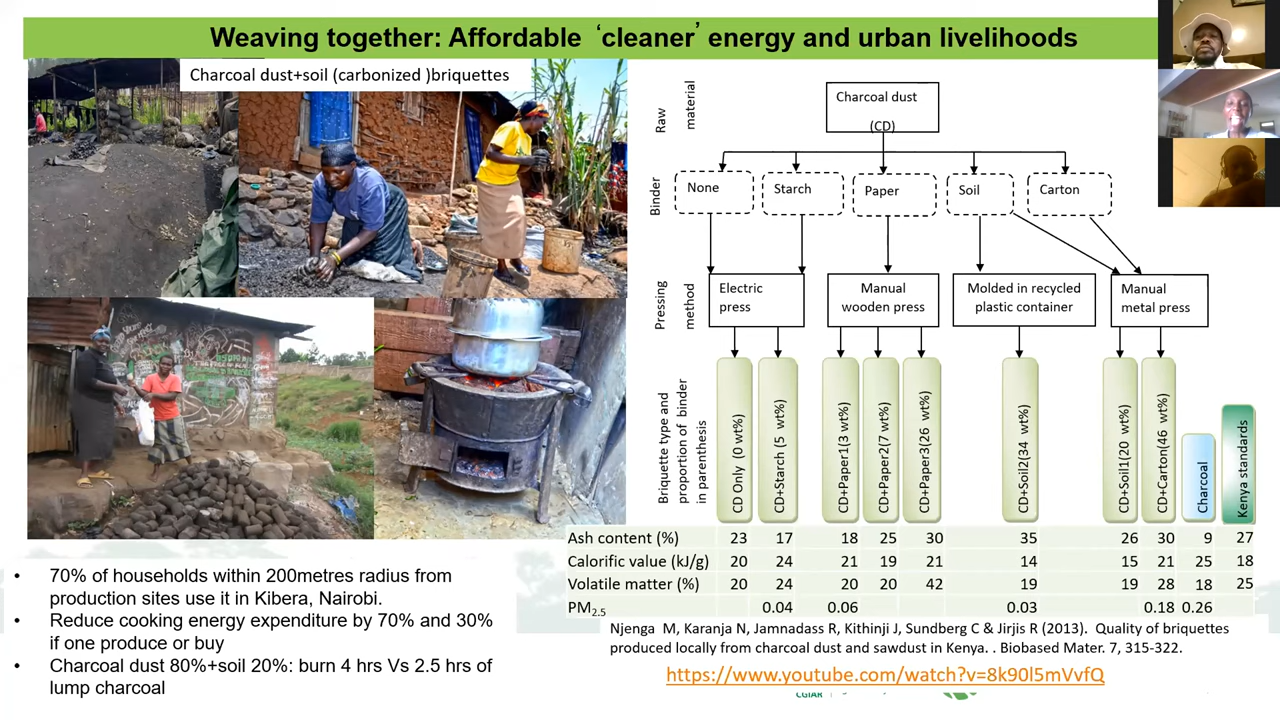 Weaving together: Affordable ‘cleaner’ energy and urban livelihoods
Charcoal dust+soil (carbonized )briquettes
Raw
material
Charcoal dust
(CD)
Binder
None
Starch
Paper
Soil
Carton
Pressing
method
Electric
press
Manual
wooden press
Molded in recycled
plastic container
Manual
metal press
Briquette type and
proportion of binder
in parenthesis
CD Only (0 wt%)
CD+Starch (5 wt%)
CD+Paper1(3 wt%)
CD+Paper2(7 wt%)
CD+Paper3(26 wt%)
CD+Soil2(34 wt%)
CD+Soil1(20 wt%)
CD+Carton(46 wt%)
Charcoal
Kenya standards
Ash content (%) 23 17 18 25 30 35 26 30 9 27
Calorific value (kJ/g) 20 24 21 19 21 14 15 21 25 18
Volatile matter (%) 20 24 20 20 42 19 19 28 18 25
PM2.5 0.04 0.06 0.03 0.18 0.26
• 70% of households within 200metres radius from
production sites use it in Kibera, Nairobi.
• Reduce cooking energy expenditure by 70% and 30%
if one produce or buy
• Charcoal dust 80%+soil 20%: burn 4 hrs Vs 2.5 hrs of
lump charcoal
Njenga M, Karanja N, Jamnadass R, Kithinji J, Sundberg C & Jirjis R (2013). Quality of briquettes
produced locally from charcoal dust and sawdust in Kenya. . Biobased Mater. 7, 315-322.
https://www.youtube.com/watch?v=8k90l5mVvfQ
CGIAR